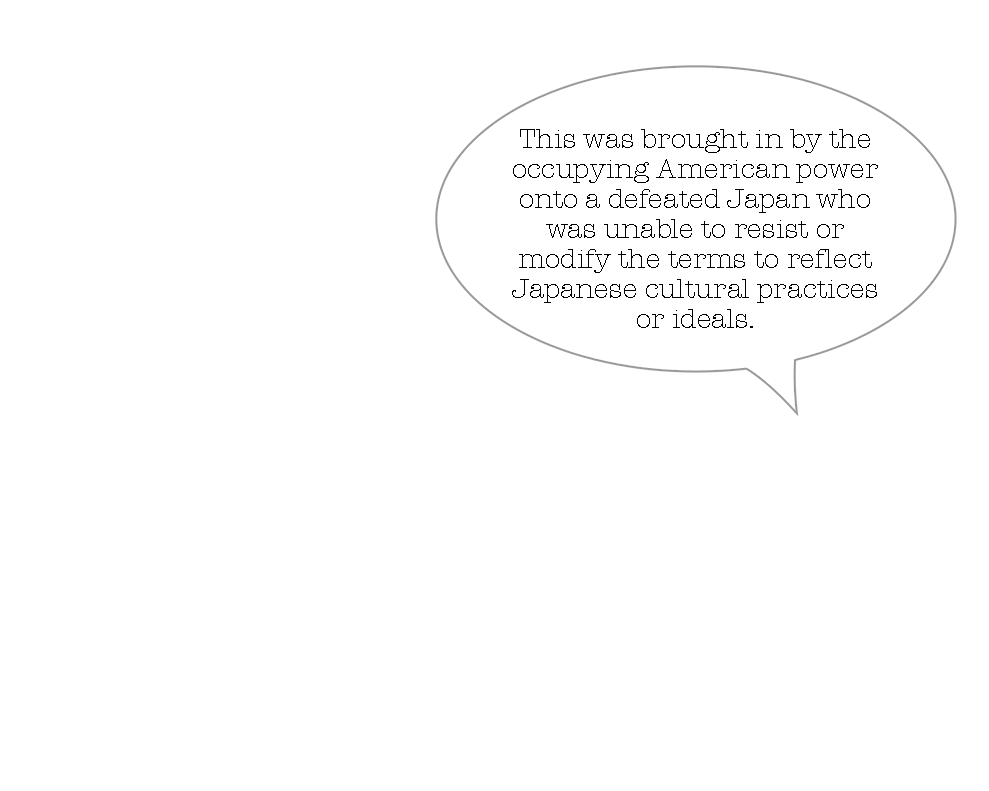 This was brought in by the
occupying American power
onto a defeated Japan who
was unable to resist or
modify the terms to reflect
Japanese cultural practices
or ideals.